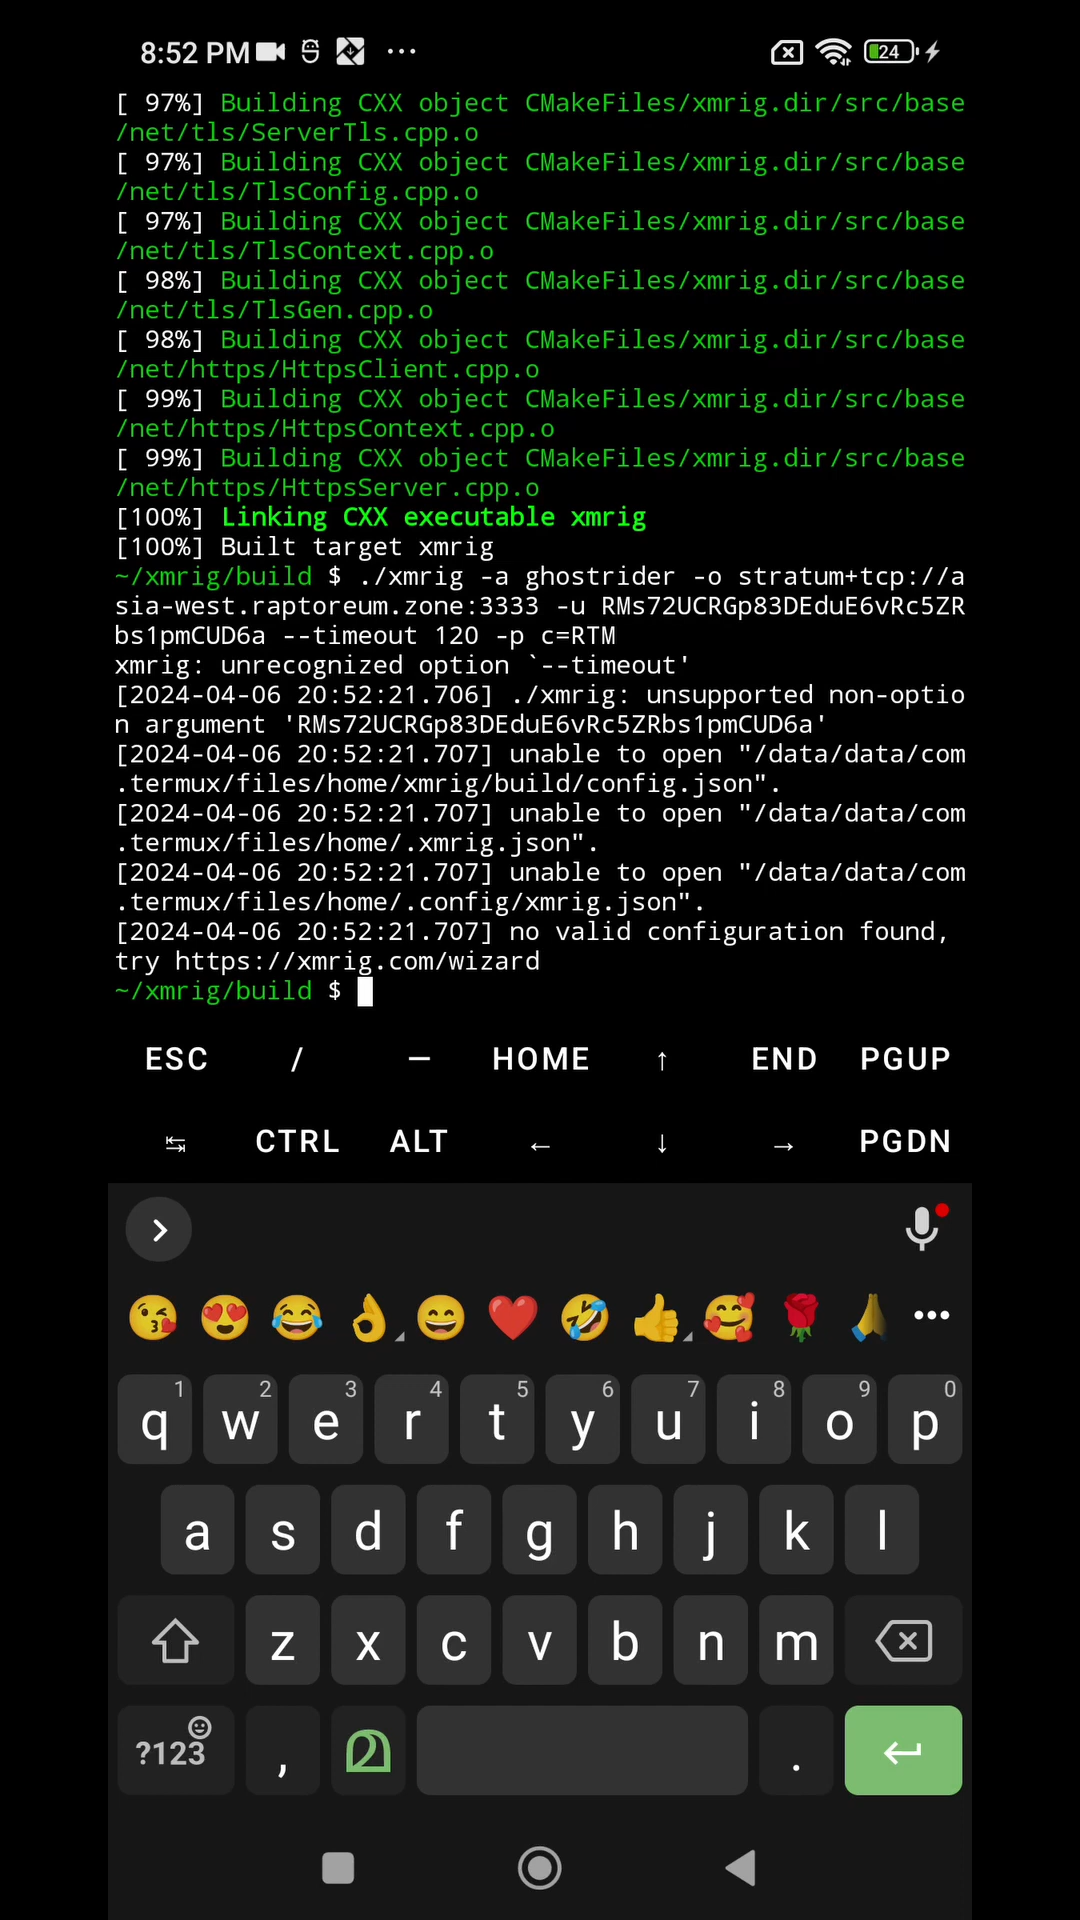 8:52 PM
24
[ 97%] Building CXX object CMakeFiles/xmrig.dir/src/base
/net/tls/ServerTls.cpp.o
[ 97%] Building CXX object CMakeFiles/xmrig.dir/src/base
/net/tls/TlsConfig.cpp.o
[ 97%] Building CXX object CMakeFiles/xmrig.dir/src/base
/net/tls/TlsContext.cpp.o
[ 98%] Building CXX object CMakeFiles/xmrig.dir/src/base
/net/tls/TlsGen.cpp.o
[ 98%] Building CXX object CMakeFiles/xmrig.dir/src/base
/net/https/HttpsClient.cpp.o
[ 99%] Building CXX object CMakeFiles/xmrig.dir/src/base
/net/https/HttpsContext.cpp.o
[ 99%] Building CXX object CMakeFiles/xmrig.dir/src/base
/net/https/HttpsServer.cpp.o
[100%] Linking CXX executable xmrig
[100%] Built target xmrig
~/xmrig/build $ ./xmrig -a ghostrider -o stratum+tcp://a
sia-west.raptoreum.zone:3333 -u RMs72UCRGp83DEduE6vRc5ZR
bs1pmCUD6a --timeout 120 -p c=RTM
xmrig: unrecognized option `--timeout'
[2024-04-06 20:52:21.706] ./xmrig: unsupported non-optio
n argument 'RMs72UCRGp83DEduE6vRc5ZRbs1pmCUD6a'
[2024-04-06 20:52:21.707] unable to open "/data/data/com
.termux/files/home/xmrig/build/config.json".
[2024-04-06 20:52:21.707] unable to open "/data/data/com
.termux/files/home/.xmrig.json".
[2024-04-06 20:52:21.707] unable to open "/data/data/com
.termux/files/home/.config/xmrig.json".
[2024-04-06 20:52:21.707] no valid configuration found,
try https://xmrig.com/wizard
~/xmrig/build $
ESC / — HOME ↑ END PGUP
↹ CTRL ALT ← ↓ → PGDN
1 2 3 4 5 6 7 8 9 0
q w e r t y u i o p
a s d f g h j k l
z x c v b n m
?123 , മ .